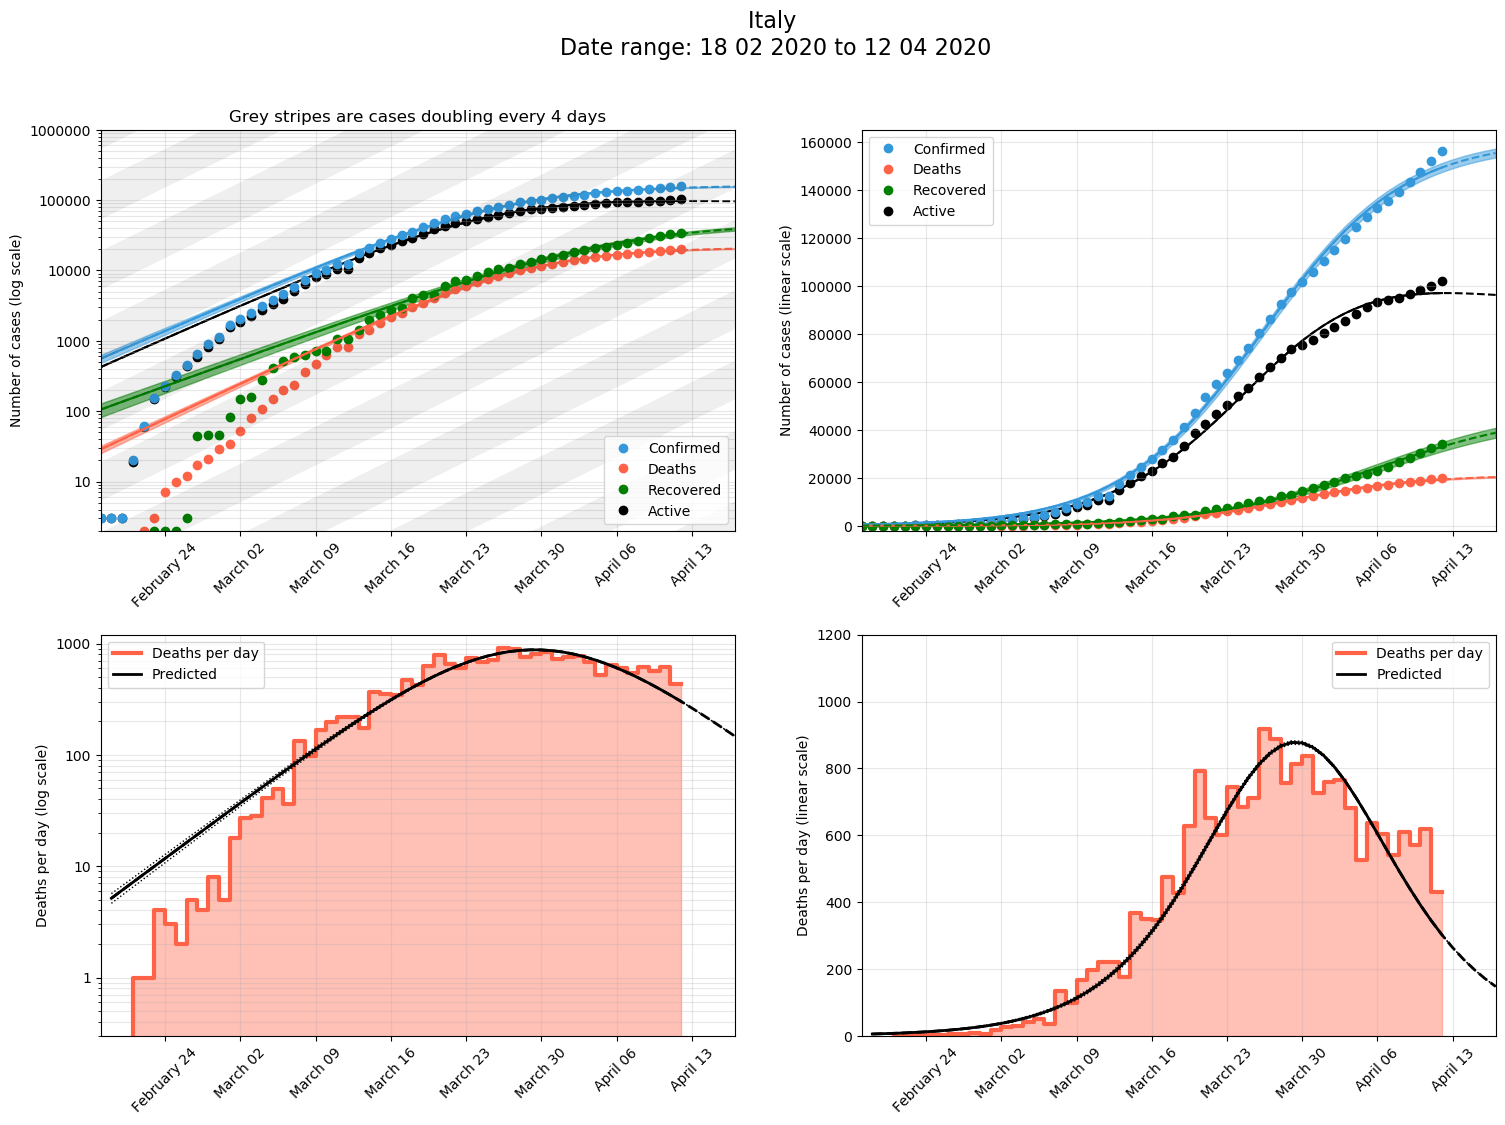 Italy
Date range: 18 02 2020 to 12 04 2020
Grey stripes are cases doubling every 4 days
Number of cases (log scale)
1000000
100000
10000
1000
100
10
Confirmed
Deaths
Recovered
Active
February 24
March 02
March 09
March 16
March 23
March 30
April 06
April 13
Number of cases (linear scale)
160000
140000
120000
100000
80000
60000
40000
20000
0
Confirmed
Deaths
Recovered
Active
February 24
March 02
March 09
March 16
March 23
March 30
April 06
April 13
Deaths per day (log scale)
1000
100
10
1
Deaths per day
Predicted
February 24
March 02
March 09
March 16
March 23
March 30
April 06
April 13
Deaths per day (linear scale)
1200
1000
800
600
400
200
0
Deaths per day
Predicted
February 24
March 02
March 09
March 16
March 23
March 30
April 06
April 13